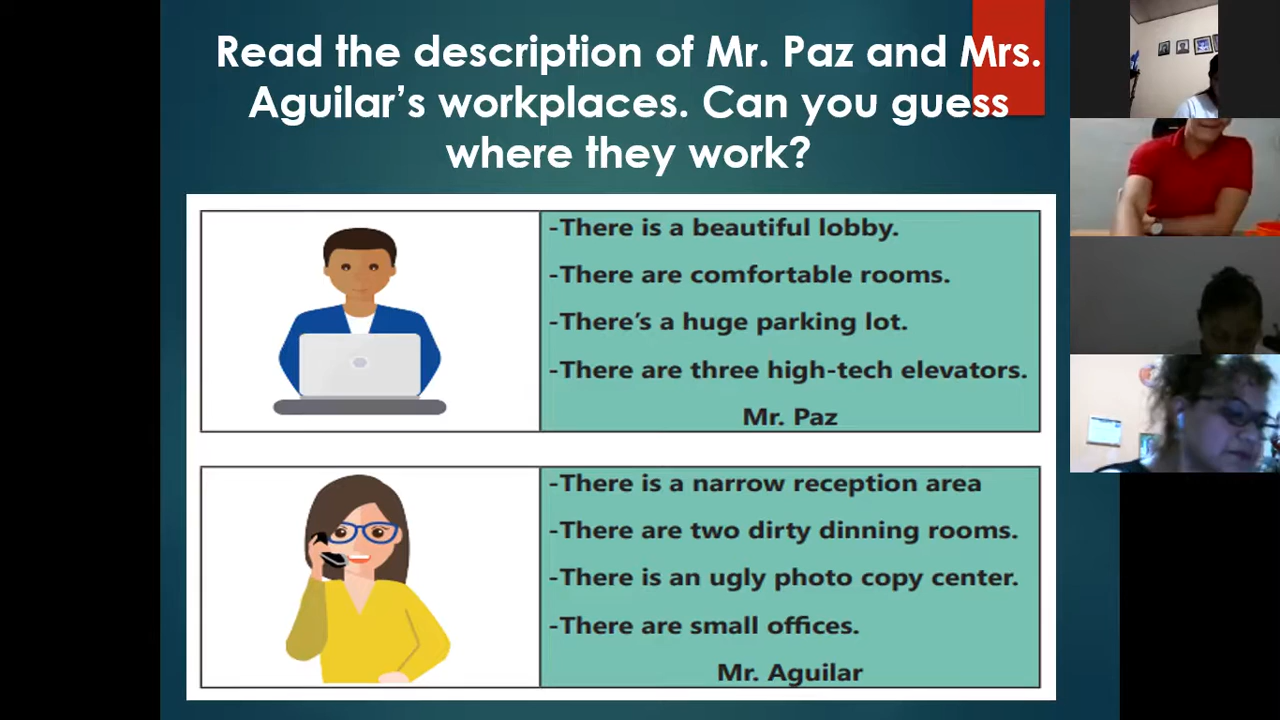 Read the description of Mr. Paz and Mrs.
Aguilar’s workplaces. Can you guess
where they work?
-There is a beautiful lobby.
-There are comfortable rooms.
-There’s a huge parking lot.
-There are three high-tech elevators.
Mr. Paz
-There is a narrow reception area
-There are two dirty dinning rooms.
-There is an ugly photo copy center.
-There are small offices.
Mr. Aguilar